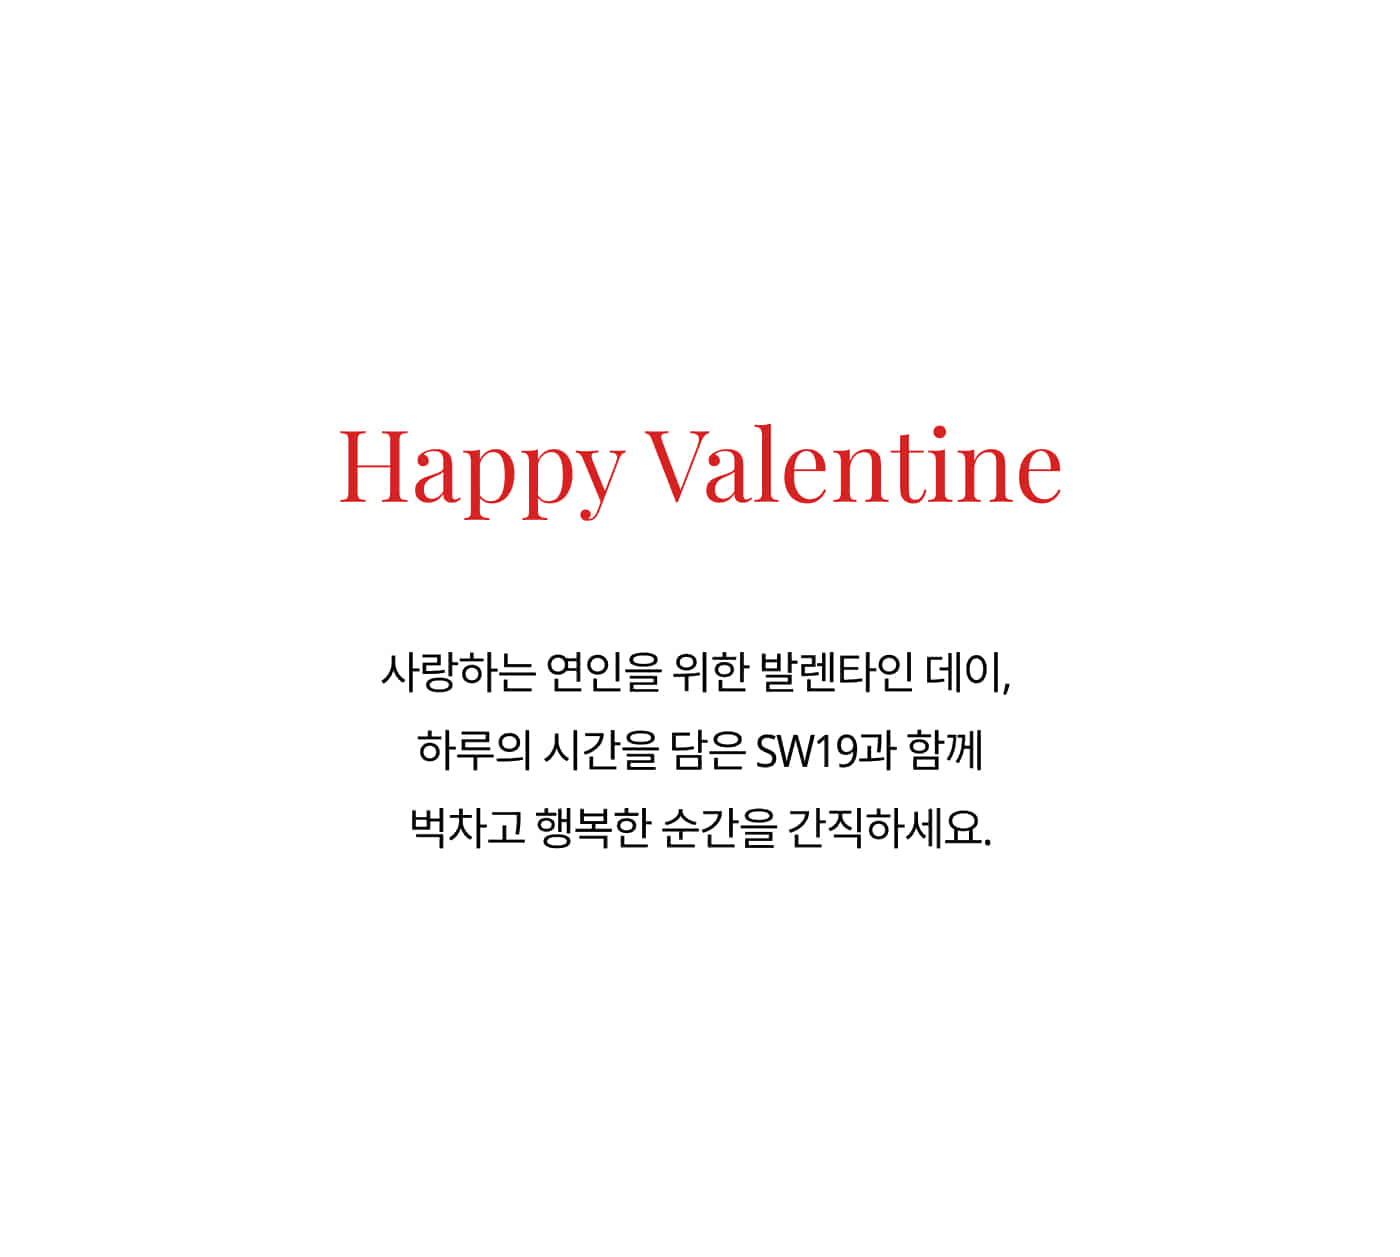 Happy Valentine
사랑하는 연인을 위한 발렌타인 데이,
하루의 시간을 담은 SW19과 함께
벅차고 행복한 순간을 간직하세요.